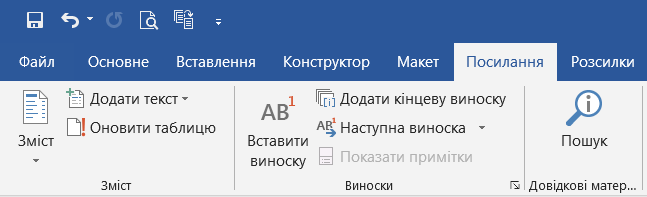 Файл Основне Вставлення Конструктор Макет Посилання Розсилки
Зміст
Додати текст
Оновити таблицю
Зміст
AB1
Вставити
виноску
[i] Додати кінцеву виноску
AB1 Наступна виноска
Показати примітки
Виноски
Пошук
Довідкові матер...